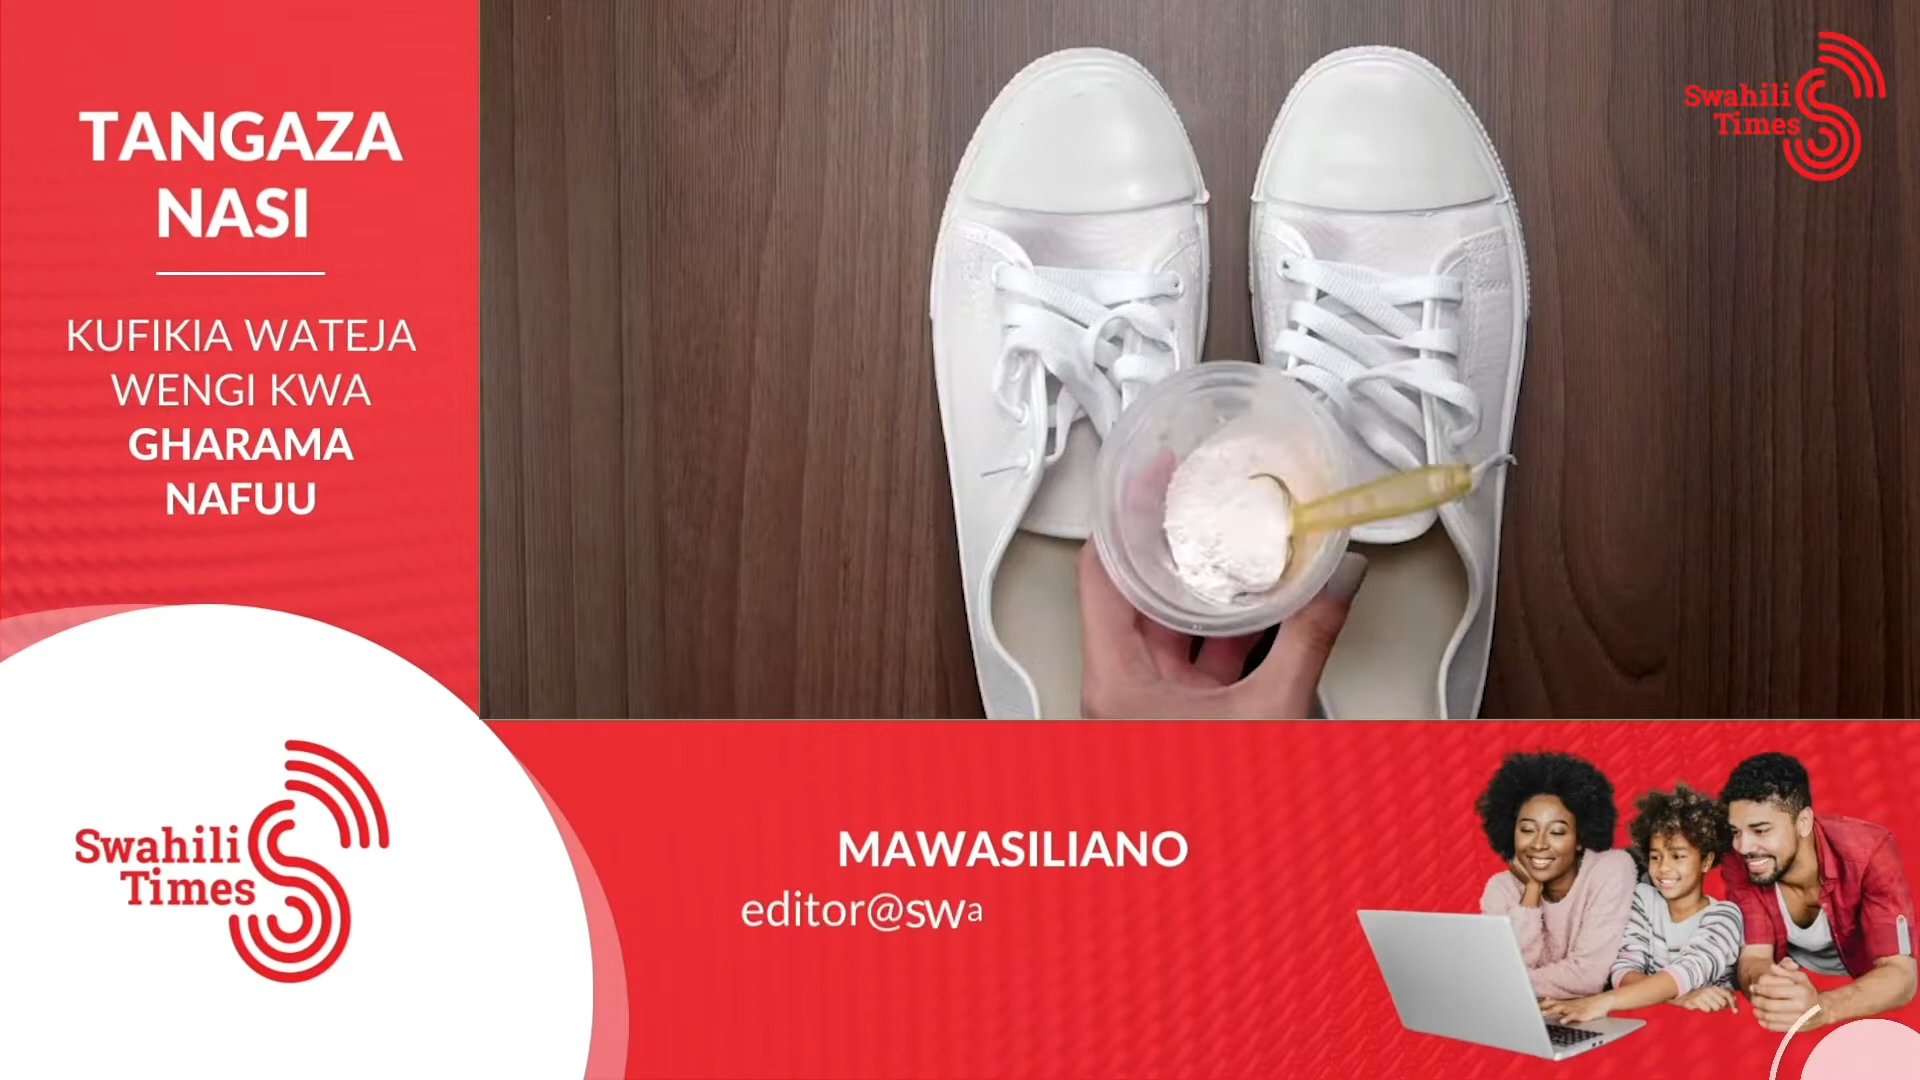 TANGAZA
NASI
KUFIKIA WATEJA
WENGI KWA
GHARAMA
NAFUU
Swahili
Times
Swahili
Times
MAWASILIANO
editor@swa